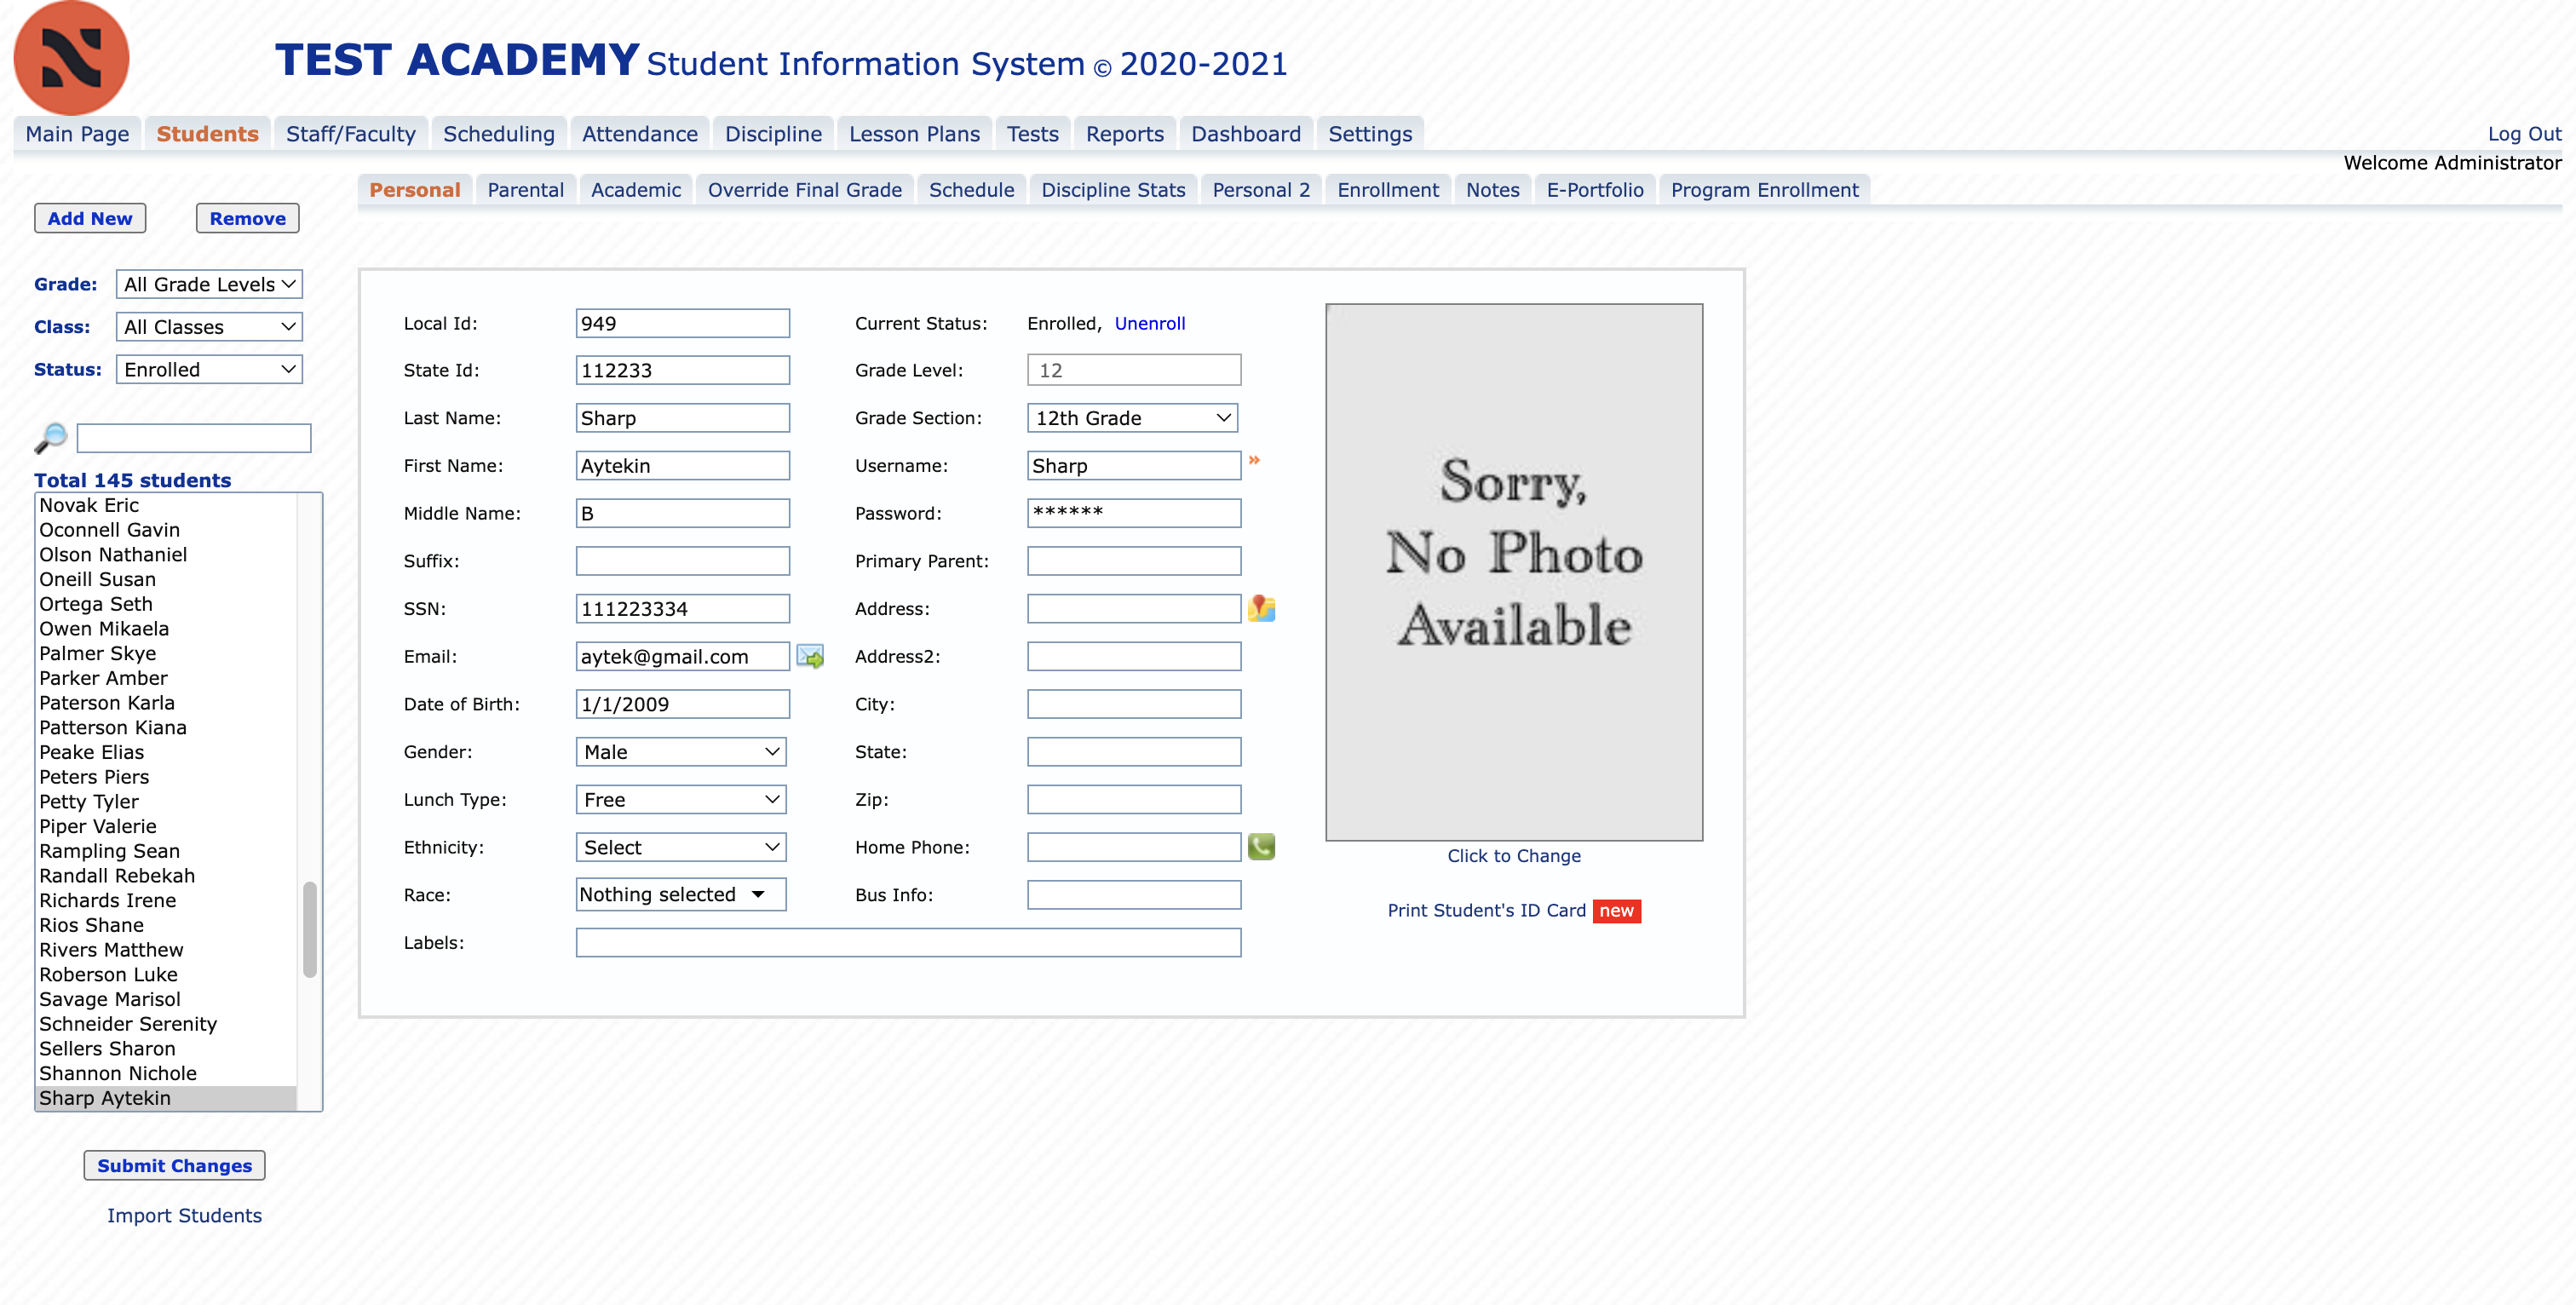 TEST ACADEMY Student Information System © 2020-2021
Main Page Students Staff/Faculty Scheduling Attendance Discipline Lesson Plans Tests Reports Dashboard Settings Log Out
Welcome Administrator
Personal Parental Academic Override Final Grade Schedule Discipline Stats Personal 2 Enrollment Notes E-Portfolio Program Enrollment
Add New Remove
Grade: All Grade Levels
Class: All Classes
Status: Enrolled
Total 145 students
Novak Eric
Oconnell Gavin
Olson Nathaniel
Oneill Susan
Ortega Seth
Owen Mikaela
Palmer Skye
Parker Amber
Paterson Karla
Patterson Kiana
Peake Elias
Peters Piers
Petty Tyler
Piper Valerie
Rampling Sean
Randall Rebekah
Richards Irene
Rios Shane
Rivers Matthew
Roberson Luke
Savage Marisol
Schneider Serenity
Sellers Sharon
Shannon Nichole
Sharp Aytekin
Submit Changes
Import Students
Local Id: 949
State Id: 112233
Last Name: Sharp
First Name: Aytekin
Middle Name: B
Suffix:
SSN: 111223334
Email: aytek@gmail.com
Date of Birth: 1/1/2009
Gender: Male
Lunch Type: Free
Ethnicity: Select
Race: Nothing selected
Labels:
Current Status: Enrolled, Unenroll
Grade Level: 12
Grade Section: 12th Grade
Username: Sharp »
Password: ******
Primary Parent:
Address:
Address2:
City:
State:
Zip:
Home Phone:
Bus Info:
Sorry,
No Photo
Available
Click to Change
Print Student's ID Card new